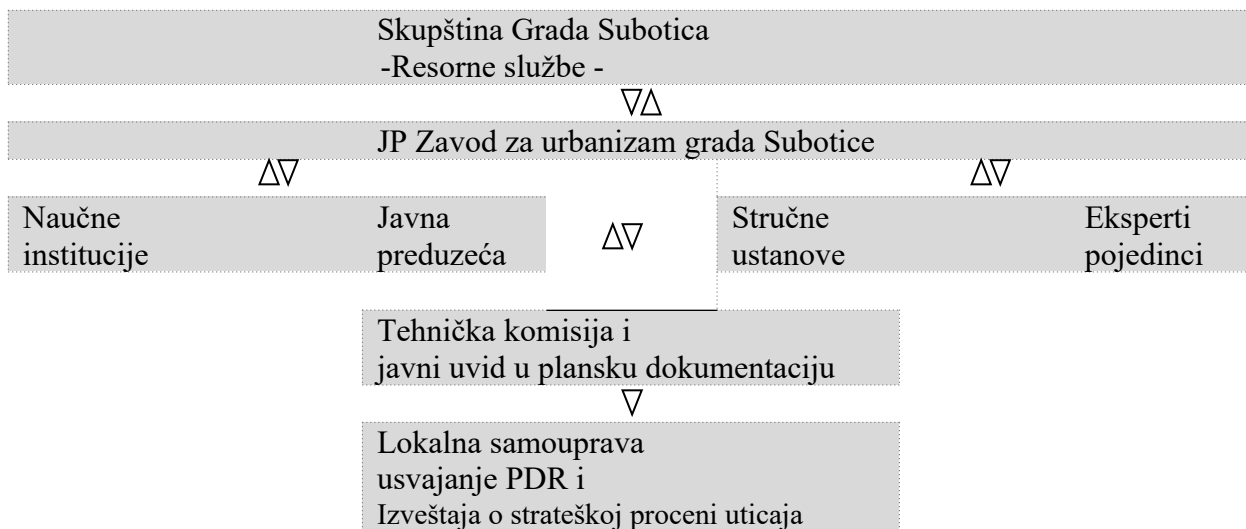 Skupština Grada Subotica
-Resorne službe -
∇∆
JP Zavod za urbanizam grada Subotice
∆∇
∆∇
Naučne
institucije
Javna
preduzeća
∆∇
Stručne
ustanove
Eksperti
pojedinci
Tehnička komisija i
javni uvid u plansku dokumentaciju
∇
Lokalna samouprava
usvajanje PDR i
Izveštaja o strateškoj proceni uticaja